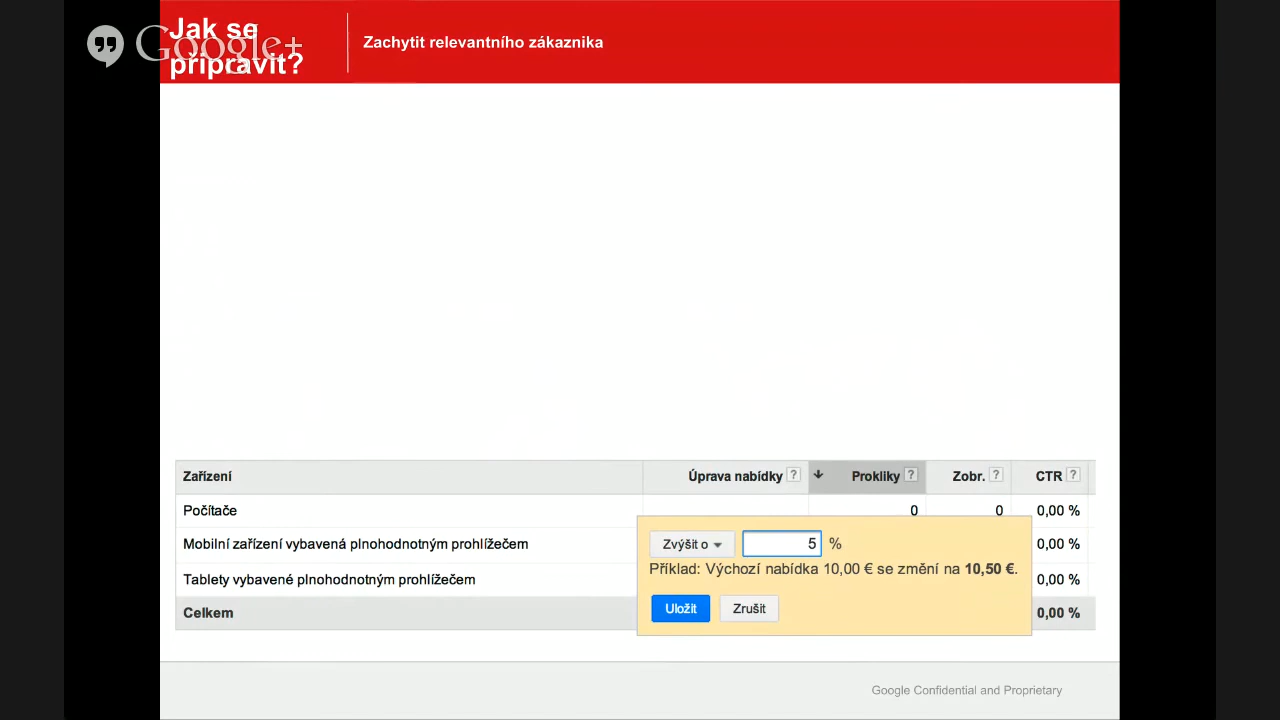 Jak se
připravit?
Google+
Zachytit relevantního zákaznika
Zařízení Úprava nabídky ? Prokliky ? Zobr. ? CTR ?
Počítače 0 0 0,00 %
Mobilní zařízení vybavená plnohodnotným prohlížečem 0,00 %
Tablety vybavené plnohodnotným prohlížečem 0,00 %
Celkem 0,00 %
Zvýšit o 5 %
Příklad: Výchozí nabídka 10,00 € se změní na 10,50 €.
Uložit Zrušit
Google Confidential and Proprietary